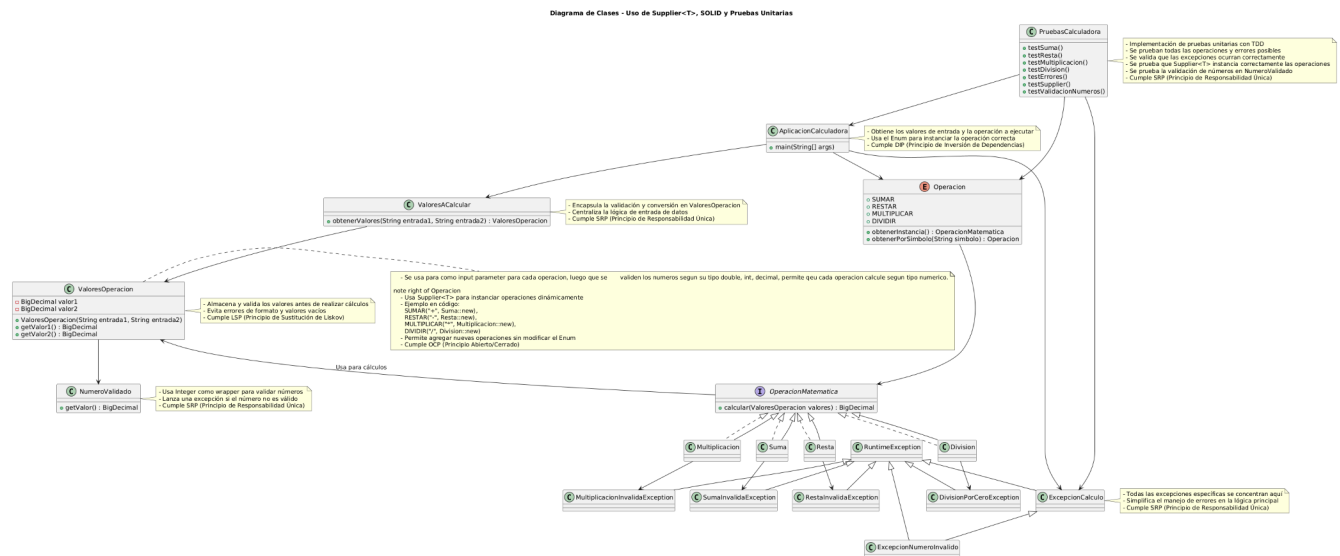 Diagrama de Clases - Uso de Supplier<T>, SOLID y Pruebas Unitarias
PruebasCalculadora
testSuma()
testResta()
testMultiplicacion()
testDivision()
testErrores()
testSupplier()
testValidacionNumeros()
- Implementación de pruebas unitarias con TDD
- Se prueban todas las operaciones y errores posibles
- Se valida que las excepciones ocurran correctamente
- Se prueba que Supplier<T> instancia correctamente las operaciones
- Se prueba la validación de números en NumeroValidado
- Cumple SRP (Principio de Responsabilidad Única)
AplicacionCalculadora
main(String[] args)
- Obtiene los valores de entrada y la operación a ejecutar
- Usa el Enum para instanciar la operación correcta
- Cumple DIP (Principio de Inversión de Dependencias)
Operacion
SUMAR
RESTAR
MULTIPLICAR
DIVIDIR
obtenerInstancia() : OperacionMatematica
obtenerPorSimbolo(String simbolo) : Operacion
ValoresACalcular
obtenerValores(String entrada1, String entrada2) : ValoresOperacion
- Encapsula la validación y conversión en ValoresOperacion
- Centraliza la lógica de entrada de datos
- Cumple SRP (Principio de Responsabilidad Única)
ValoresOperacion
BigDecimal valor1
BigDecimal valor2
ValoresOperacion(String entrada1, String entrada2)
getValor1() : BigDecimal
getValor2() : BigDecimal
- Almacena y valida los valores antes de realizar cálculos
- Evita errores de formato y valores vacíos
- Cumple LSP (Principio de Sustitución de Liskov)
- Se usa para como input parameter para cada operacion, luego que se validen los numeros segun su tipo double, int, decimal, permite qeu cada operacion calcule segun tipo numerico.
note right of Operacion
- Usa Supplier<T> para instanciar operaciones dinámicamente
- Ejemplo en código:
SUMAR("+", Suma::new),
RESTAR("-", Resta::new),
MULTIPLICAR("*", Multiplicacion::new),
DIVIDIR("/", Division::new)
- Permite agregar nuevas operaciones sin modificar el Enum
- Cumple OCP (Principio Abierto/Cerrado)
Usa para cálculos
NumeroValidado
getValor() : BigDecimal
- Usa Integer como wrapper para validar números
- Lanza una excepción si el número no es válido
- Cumple SRP (Principio de Responsabilidad Única)
OperacionMatematica
calcular(ValoresOperacion valores) : BigDecimal
Multiplicacion
Suma
Resta
RuntimeException
Division
MultiplicacionInvalidaException
SumaInvalidaException
RestaInvalidaException
DivisionPorCeroException
ExcepcionCalculo
- Todas las excepciones específicas se concentran aquí
- Simplifica el manejo de errores en la lógica principal
- Cumple SRP (Principio de Responsabilidad Única)
ExcepcionNumeroInvalido